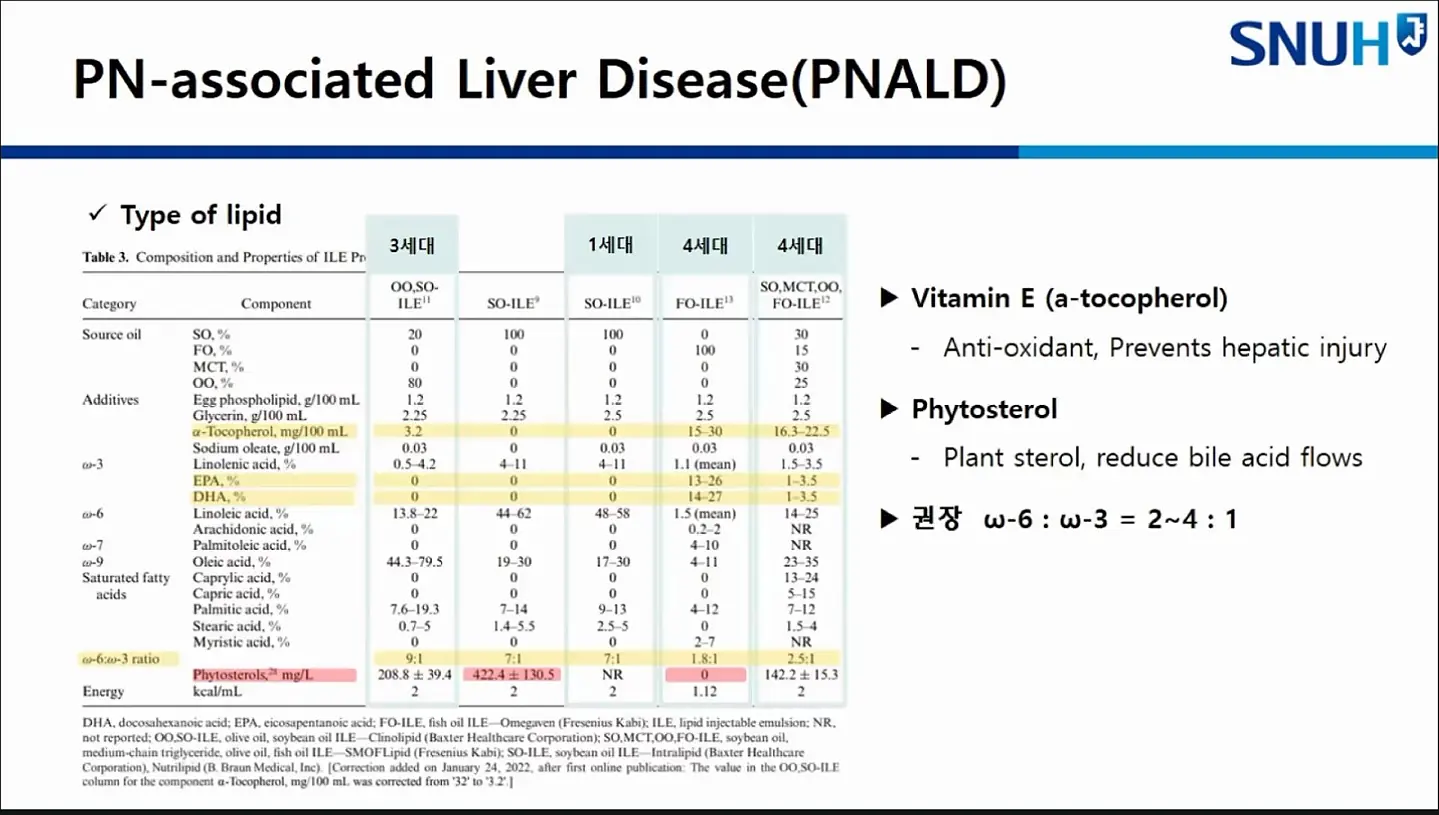 SNUH
PN-associated Liver Disease(PNALD)
✓ Type of lipid
Table 3. Composition and Properties of ILE Pr
3세대 1세대 4세대 4세대
Category Component OO,SO-ILE11 SO-ILE9 SO-ILE10 FO-ILE13 SO,MCT,OO,FO-ILE12
Source oil SO, % 20 100 100 0 30
FO, % 0 0 0 100 15
MCT, % 0 0 0 0 30
OO, % 80 0 0 0 25
Additives Egg phospholipid, g/100 mL 1.2 1.2 1.2 1.2 1.2
Glycerin, g/100 mL 2.25 2.25 2.5 2.5 2.5
α-Tocopherol, mg/100 mL 3.2 0 0 15–30 16.3–22.5
Sodium oleate, g/100 mL 0.03 0 0.03 0.03 0.03
ω-3 Linolenic acid, % 0.5–4.2 4–11 4–11 1.1 (mean) 1.5–3.5
EPA, % 0 0 0 13–26 1–3.5
DHA, % 0 0 0 14–27 1–3.5
ω-6 Linoleic acid, % 13.8–22 44–62 48–58 1.5 (mean) 14–25
Arachidonic acid, % 0 0 0 0.2–2 NR
ω-7 Palmitoleic acid, % 0 0 0 4–10 NR
ω-9 Oleic acid, % 44.3–79.5 19–30 17–30 4–11 23–35
Saturated fatty Caprylic acid, % 0 0 0 0 13–24
acids Capric acid, % 0 0 0 0 5–15
Palmitic acid, % 7.6–19.3 7–14 9–13 4–12 7–12
Stearic acid, % 0.7–5 1.4–5.5 2.5–5 0 1.5–4
Myristic acid, % 0 0 0 2–7 NR
ω-6:ω-3 ratio 9:1 7:1 7:1 1.8:1 2.5:1
Phytosterols, mg/L 208.8 ± 39.4 422.4 ± 130.5 NR 0 142.2 ± 15.3
Energy kcal/mL 2 2 2 1.12 2
DHA, docosahexanoic acid; EPA, eicosapentanoic acid; FO-ILE, fish oil ILE—Omegaven (Fresenius Kabi); ILE, lipid injectable emulsion; NR,
not reported; OO,SO-ILE, olive oil, soybean oil ILE—Clinolipid (Baxter Healthcare Corporation); SO,MCT,OO,FO-ILE, soybean oil,
medium-chain triglyceride, olive oil, fish oil ILE—SMOFLipid (Fresenius Kabi); SO-ILE, soybean oil ILE—Intralipid (Baxter Healthcare
Corporation), Nutrilipid (B. Braun Medical, Inc). [Correction added on January 24, 2022, after first online publication: The value in the OO,SO-ILE
column for the component α-Tocopherol, mg/100 mL was corrected from '32' to '3.2'.]
▶ Vitamin E (a-tocopherol)
- Anti-oxidant, Prevents hepatic injury
▶ Phytosterol
- Plant sterol, reduce bile acid flows
▶ 권장 ω-6 : ω-3 = 2~4 : 1